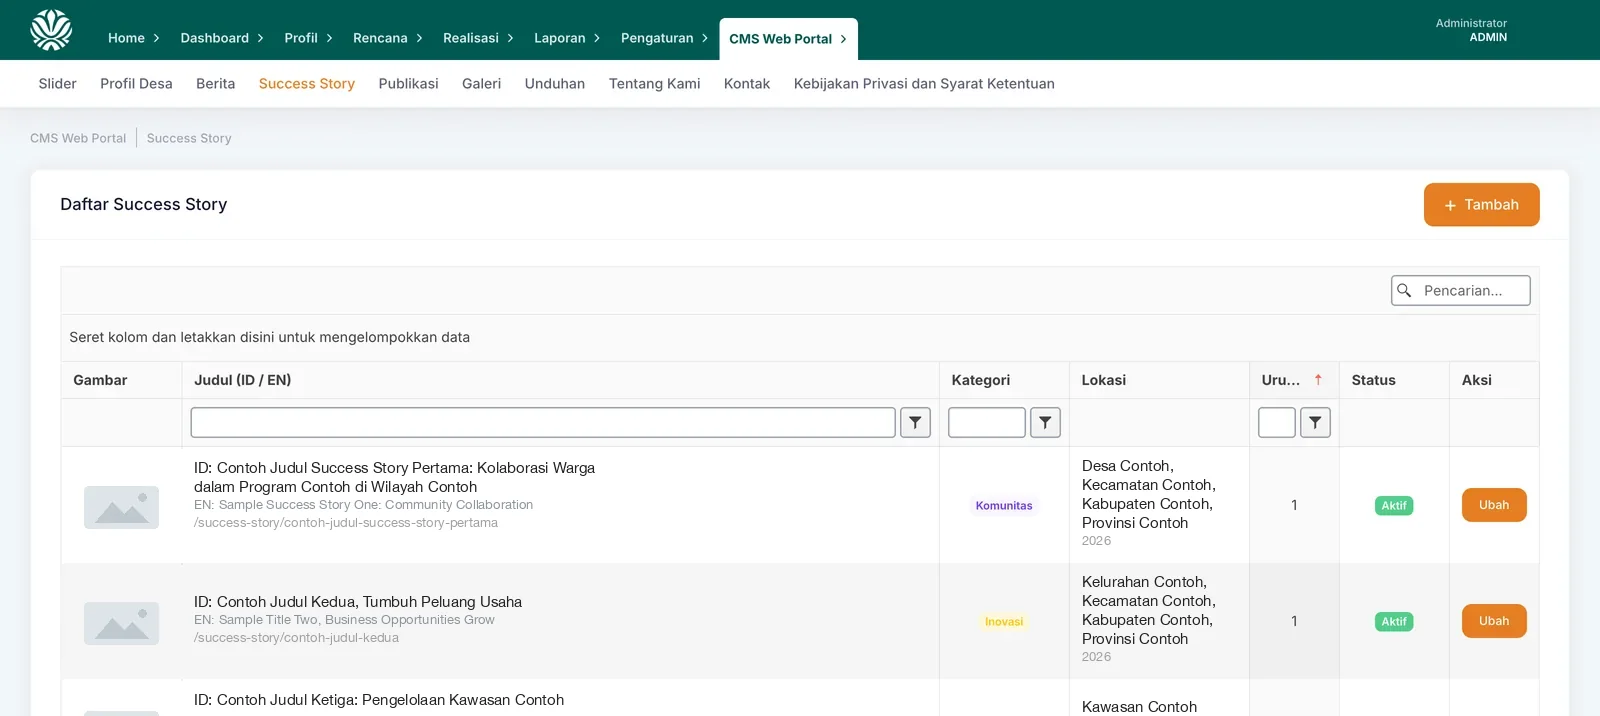 Home
Dashboard
Profil
Rencana
Realisasi
Laporan
Pengaturan
CMS Web Portal
Administrator
ADMIN
Slider
Profil Desa
Berita
Success Story
Publikasi
Galeri
Unduhan
Tentang Kami
Kontak
Kebijakan Privasi dan Syarat Ketentuan
CMS Web Portal
Success Story
Daftar Success Story
+ Tambah
Pencarian...
Seret kolom dan letakkan disini untuk mengelompokkan data
Gambar
Judul (ID / EN)
Kategori
Lokasi
Uru...
Status
Aksi
ID: Contoh Judul Success Story Pertama: Kolaborasi Warga
dalam Program Contoh di Wilayah Contoh
EN: Sample Success Story One: Community Collaboration
/success-story/contoh-judul-success-story-pertama
Komunitas
Desa Contoh,
Kecamatan Contoh,
Kabupaten Contoh,
Provinsi Contoh
2026
1
Aktif
Ubah
ID: Contoh Judul Kedua, Tumbuh Peluang Usaha
EN: Sample Title Two, Business Opportunities Grow
/success-story/contoh-judul-kedua
Inovasi
Kelurahan Contoh,
Kecamatan Contoh,
Kabupaten Contoh,
Provinsi Contoh
2026
1
Aktif
Ubah
ID: Contoh Judul Ketiga: Pengelolaan Kawasan Contoh
Kawasan Contoh